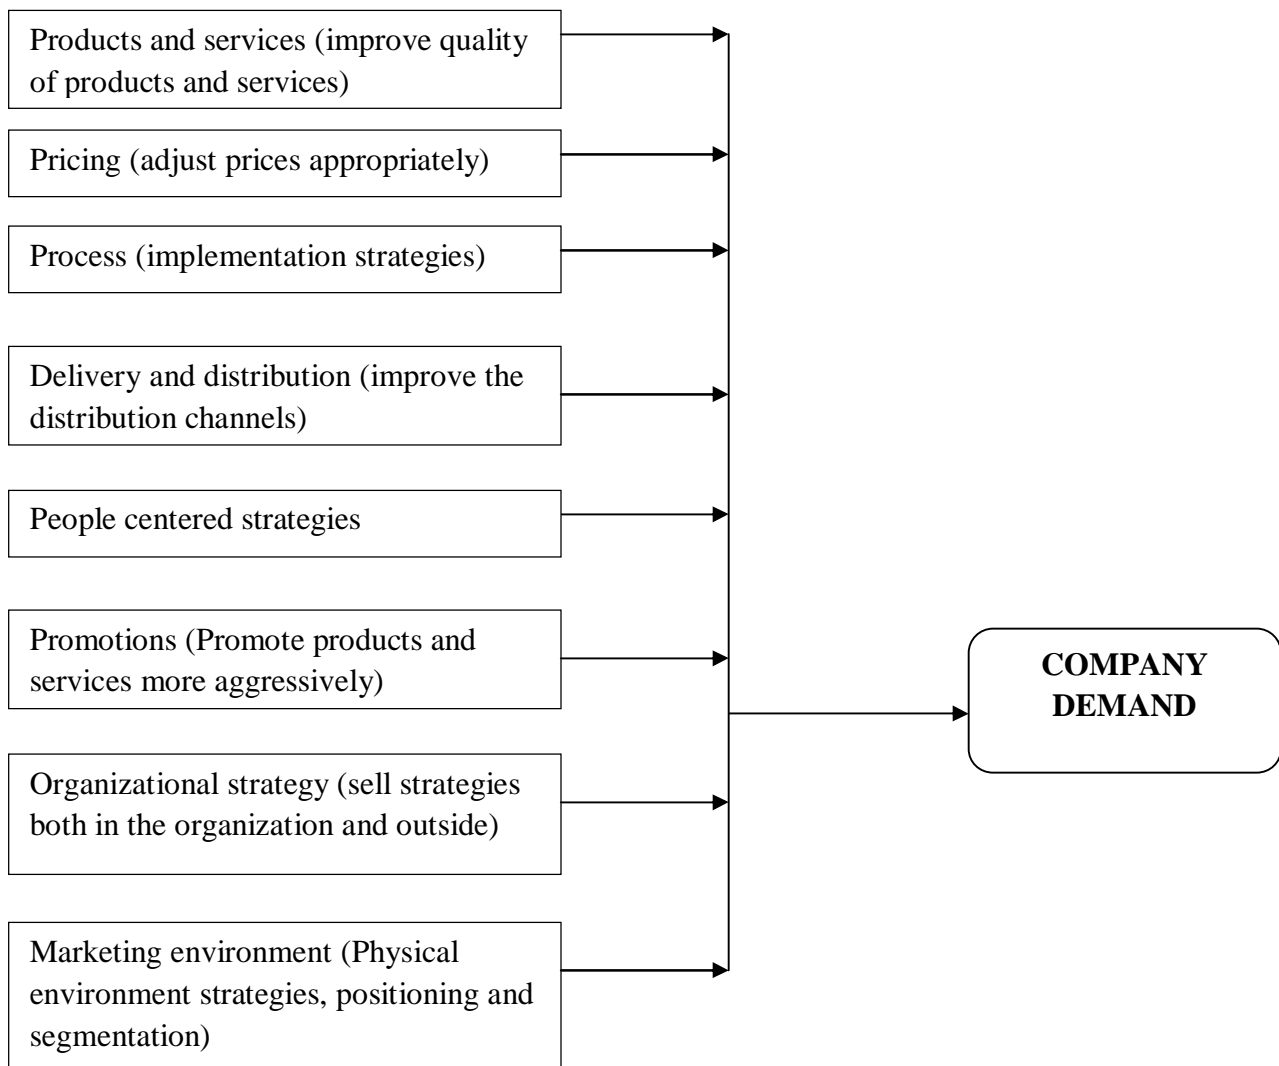 Products and services (improve quality
of products and services)
Pricing (adjust prices appropriately)
Process (implementation strategies)
Delivery and distribution (improve the
distribution channels)
People centered strategies
Promotions (Promote products and
services more aggressively)
COMPANY
DEMAND
Organizational strategy (sell strategies
both in the organization and outside)
Marketing environment (Physical
environment strategies, positioning and
segmentation)